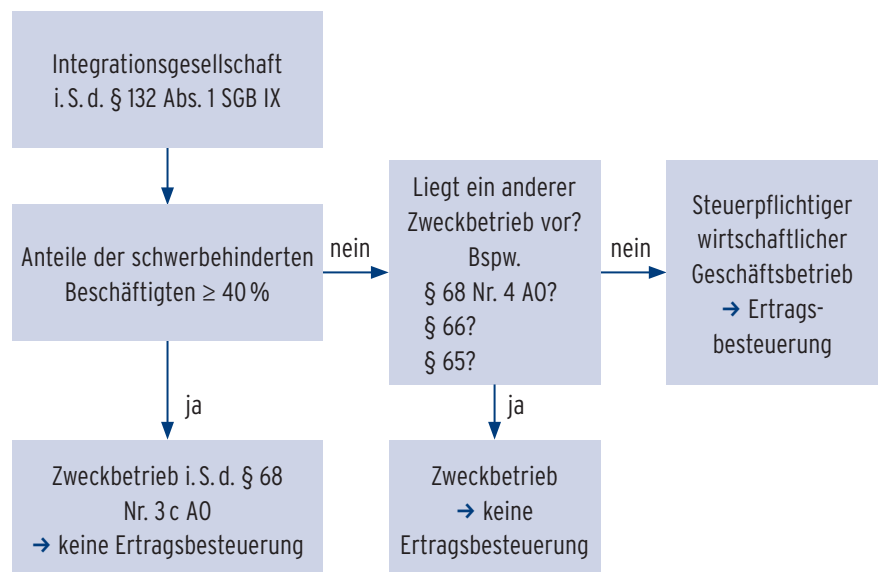 Integrationsgesellschaft
i. S. d. § 132 Abs. 1 SGB IX
Anteile der schwerbehinderten
Beschäftigten ≥ 40 %
nein
Liegt ein anderer
Zweckbetrieb vor?
Bspw.
§ 68 Nr. 4 AO?
§ 66?
§ 65?
nein
Steuerpflichtiger
wirtschaftlicher
Geschäftsbetrieb
→ Ertrags-
besteuerung
ja
Zweckbetrieb i. S. d. § 68
Nr. 3 c AO
→ keine Ertragsbesteuerung
ja
Zweckbetrieb
→ keine
Ertragsbesteuerung